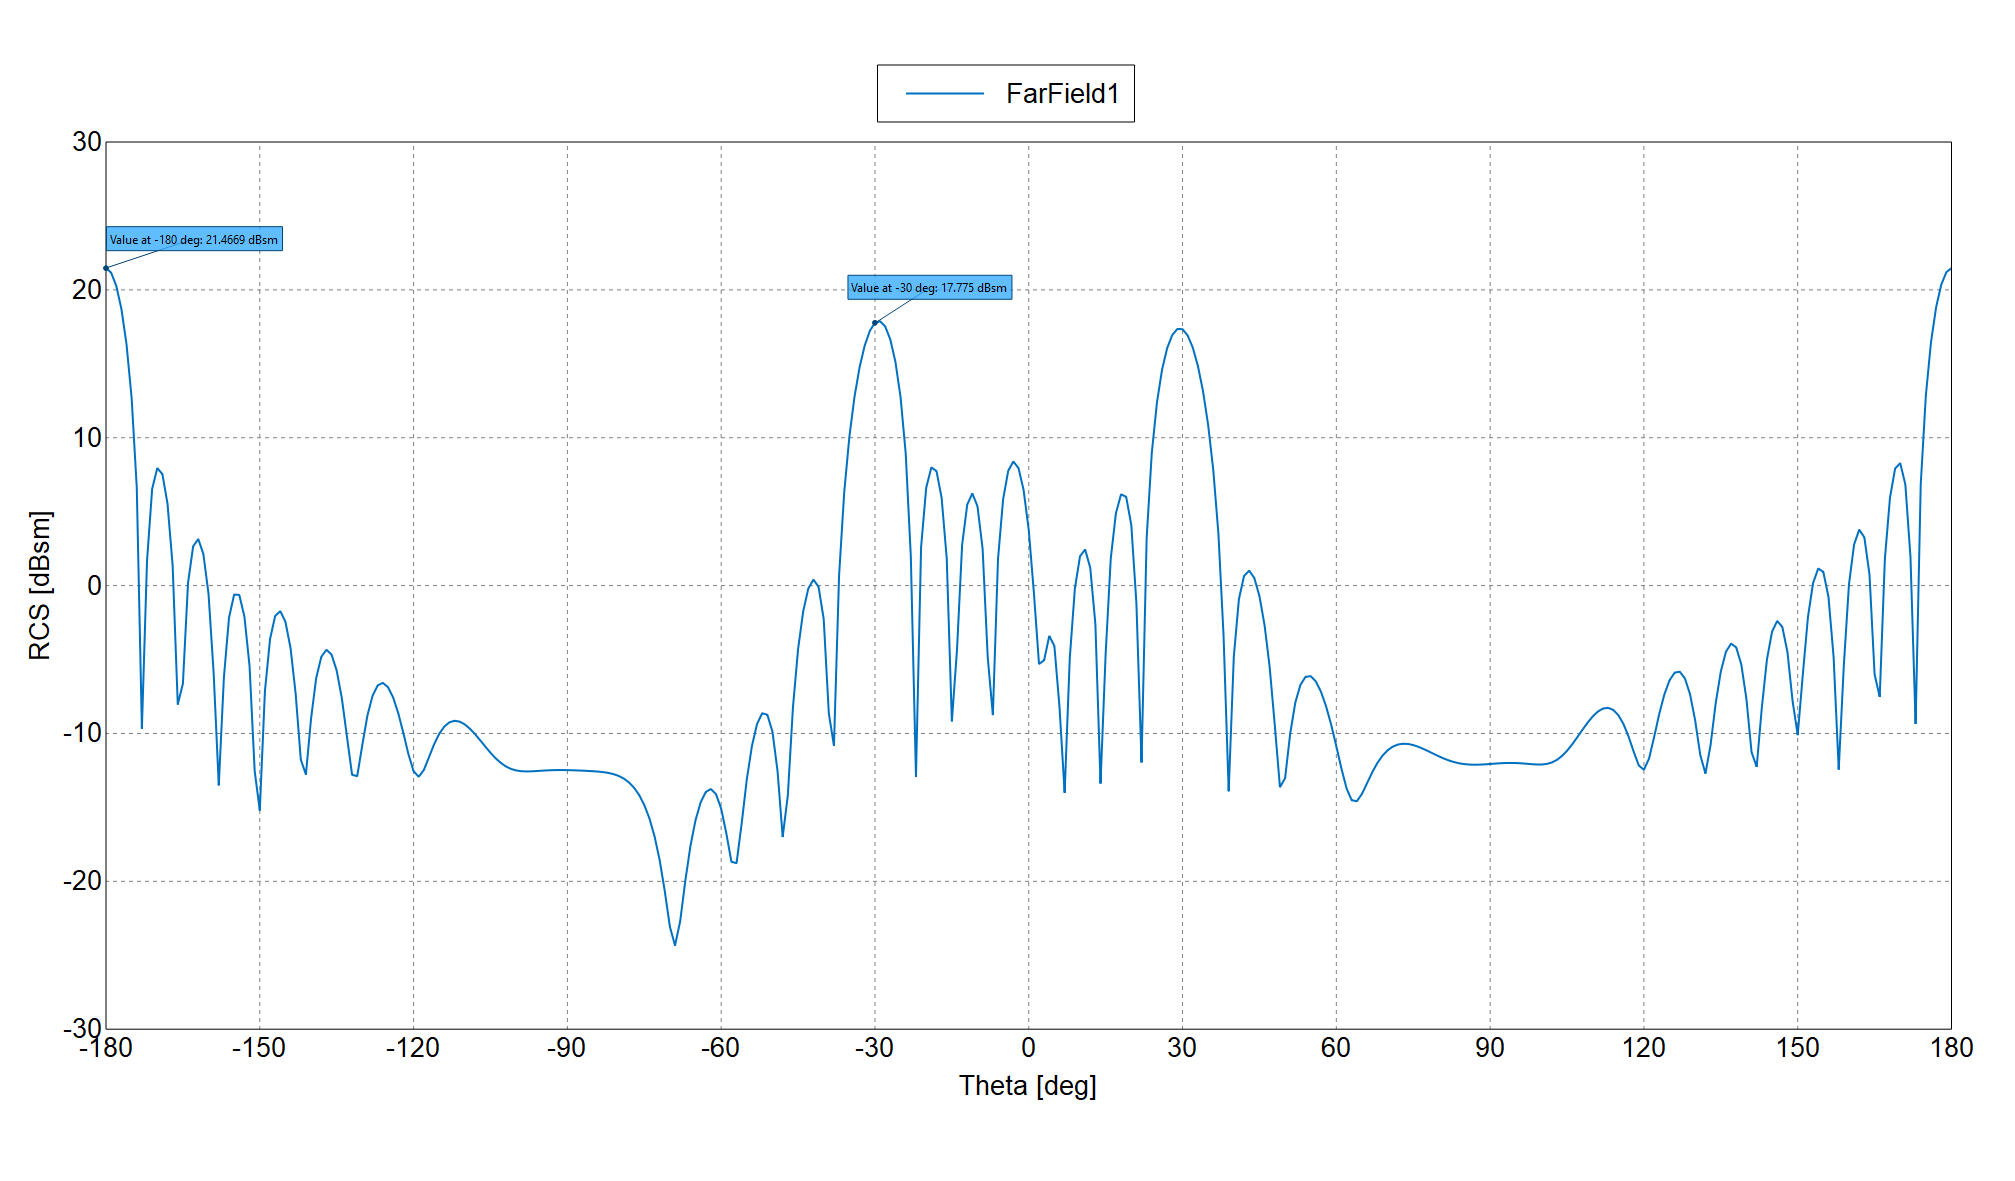 FarField1
30
20
10
0
-10
-20
-30
RCS [dBsm]
Value at -180 deg: 21.4669 dBsm
Value at -30 deg: 17.775 dBsm
-180 -150 -120 -90 -60 -30 0 30 60 90 120 150 180
Theta [deg]